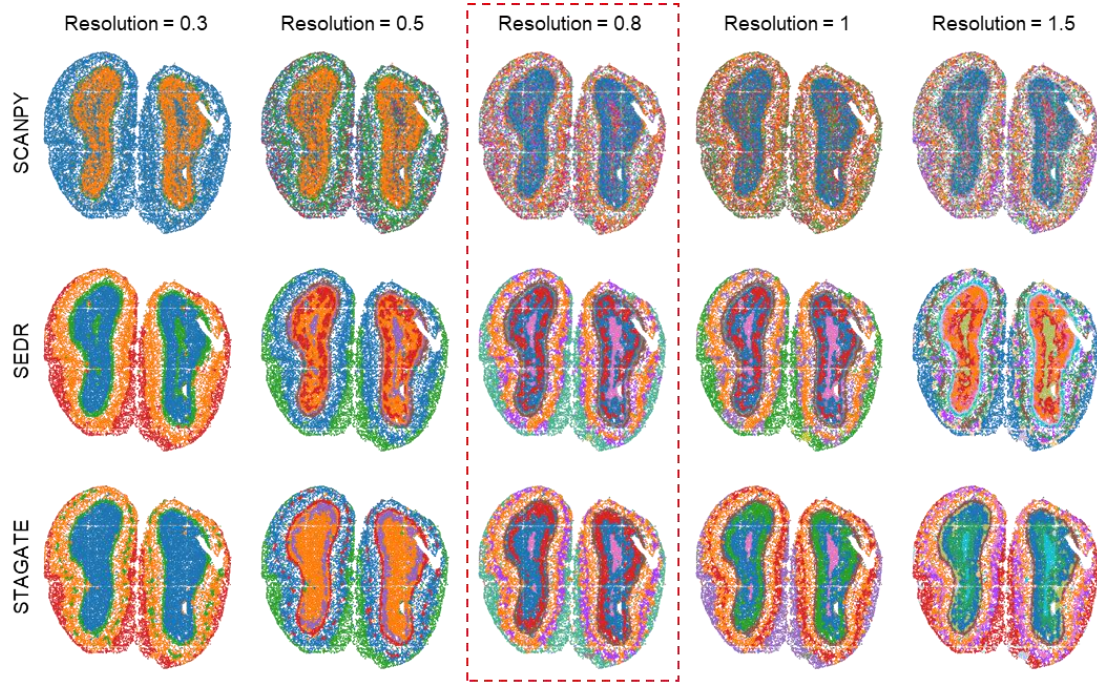 Resolution = 0.3
Resolution = 0.5
Resolution = 0.8
Resolution = 1
Resolution = 1.5
SCANPY
SEDR
STAGATE